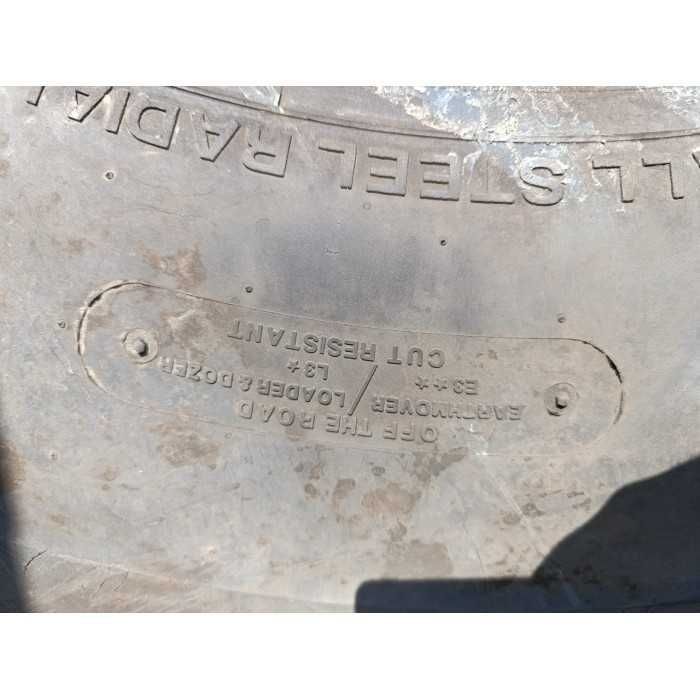 OFF THE ROAD
EARTHMOVER / LOADER & DOZER
E3★★ L3★
CUT RESISTANT
ALL STEEL RADIAL